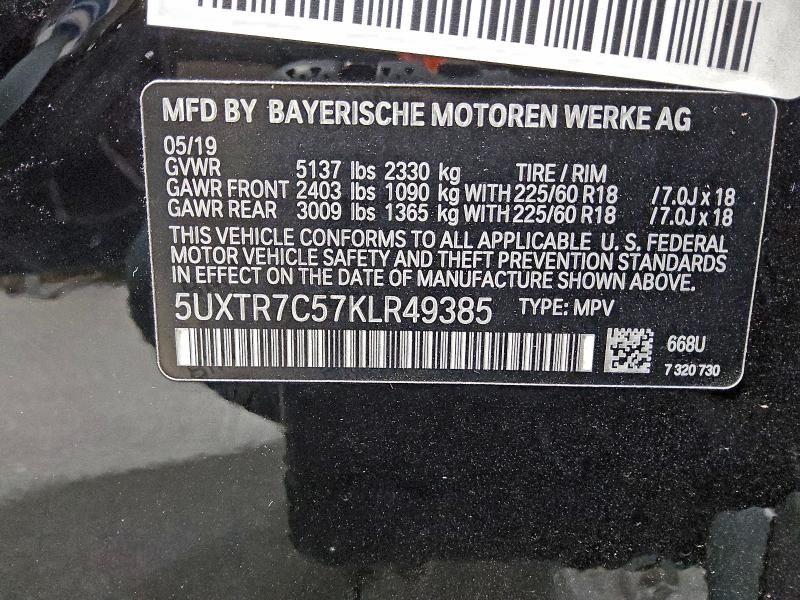 MFD BY BAYERISCHE MOTOREN WERKE AG
05/19
GVWR 5137 lbs 2330 kg TIRE / RIM
GAWR FRONT 2403 lbs 1090 kg WITH 225/60 R18 /7.0J x 18
GAWR REAR 3009 lbs 1365 kg WITH 225/60 R18 /7.0J x 18
THIS VEHICLE CONFORMS TO ALL APPLICABLE U. S. FEDERAL
MOTOR VEHICLE SAFETY AND THEFT PREVENTION STANDARDS
IN EFFECT ON THE DATE OF MANUFACTURE SHOWN ABOVE.
5UXTR7C57KLR49385 TYPE: MPV
668U
7 320 730